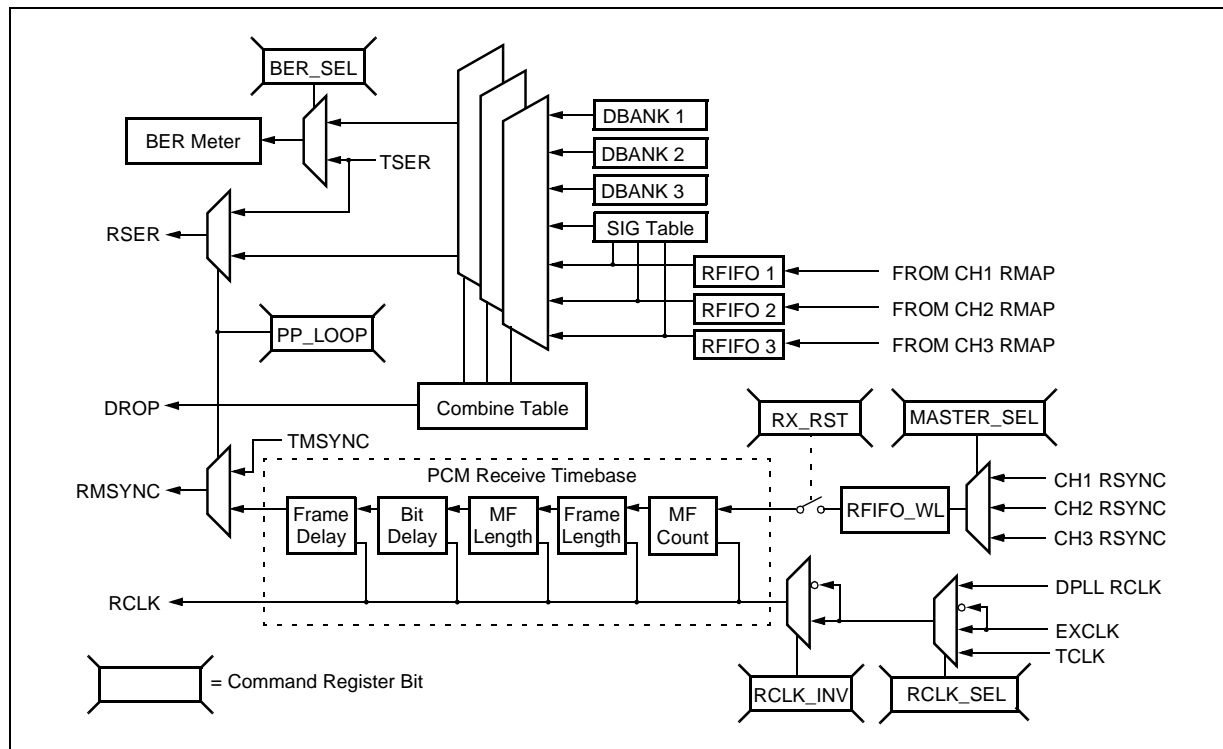 BER_SEL
BER Meter
TSER
DBANK 1
DBANK 2
DBANK 3
SIG Table
RSER
RFIFO 1
FROM CH1 RMAP
RFIFO 2
FROM CH2 RMAP
RFIFO 3
FROM CH3 RMAP
PP_LOOP
DROP
Combine Table
RX_RST
MASTER_SEL
TMSYNC
PCM Receive Timebase
RMSYNC
Frame
Delay
Bit
Delay
MF
Length
Frame
Length
MF
Count
RFIFO_WL
CH1 RSYNC
CH2 RSYNC
CH3 RSYNC
RCLK
DPLL RCLK
EXCLK
TCLK
RCLK_INV
RCLK_SEL
= Command Register Bit